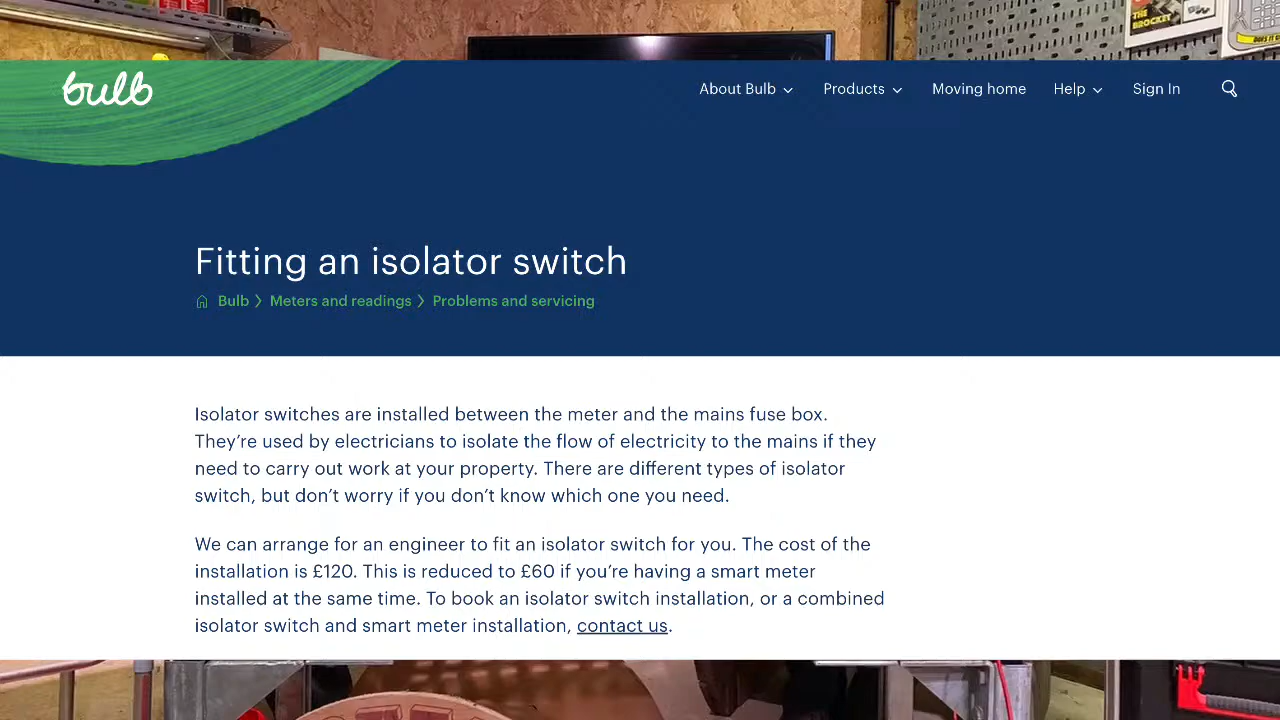 THE
BROCKET
bulb
About Bulb
Products
Moving home
Help
Sign In
Fitting an isolator switch
Bulb
Meters and readings
Problems and servicing
Isolator switches are installed between the meter and the mains fuse box.
They’re used by electricians to isolate the flow of electricity to the mains if they
need to carry out work at your property. There are different types of isolator
switch, but don’t worry if you don’t know which one you need.
We can arrange for an engineer to fit an isolator switch for you. The cost of the
installation is £120. This is reduced to £60 if you’re having a smart meter
installed at the same time. To book an isolator switch installation, or a combined
isolator switch and smart meter installation, contact us.